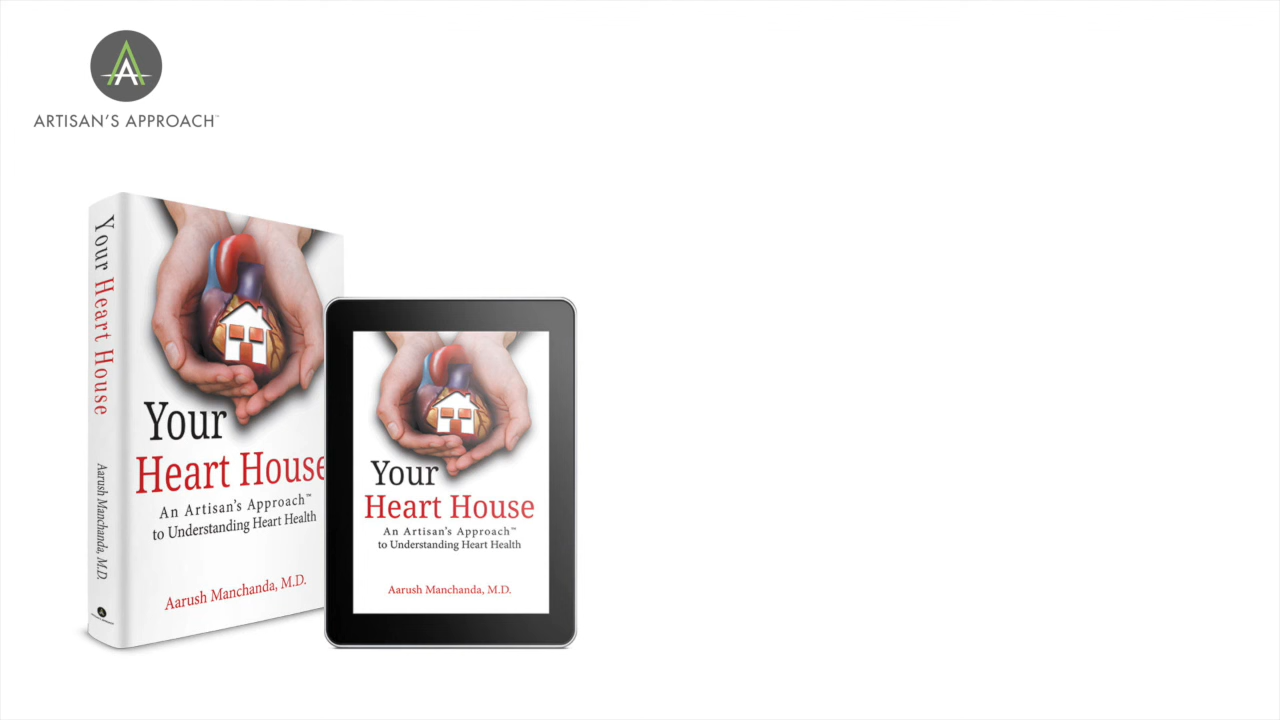 ARTISAN'S APPROACH™
Your Heart House
Aarush Manchanda, M.D.
Your
Heart House
An Artisan's Approach™
to Understanding Heart Health
Aarush Manchanda, M.D.
Your
Heart House
An Artisan's Approach™
to Understanding Heart Health
Aarush Manchanda, M.D.